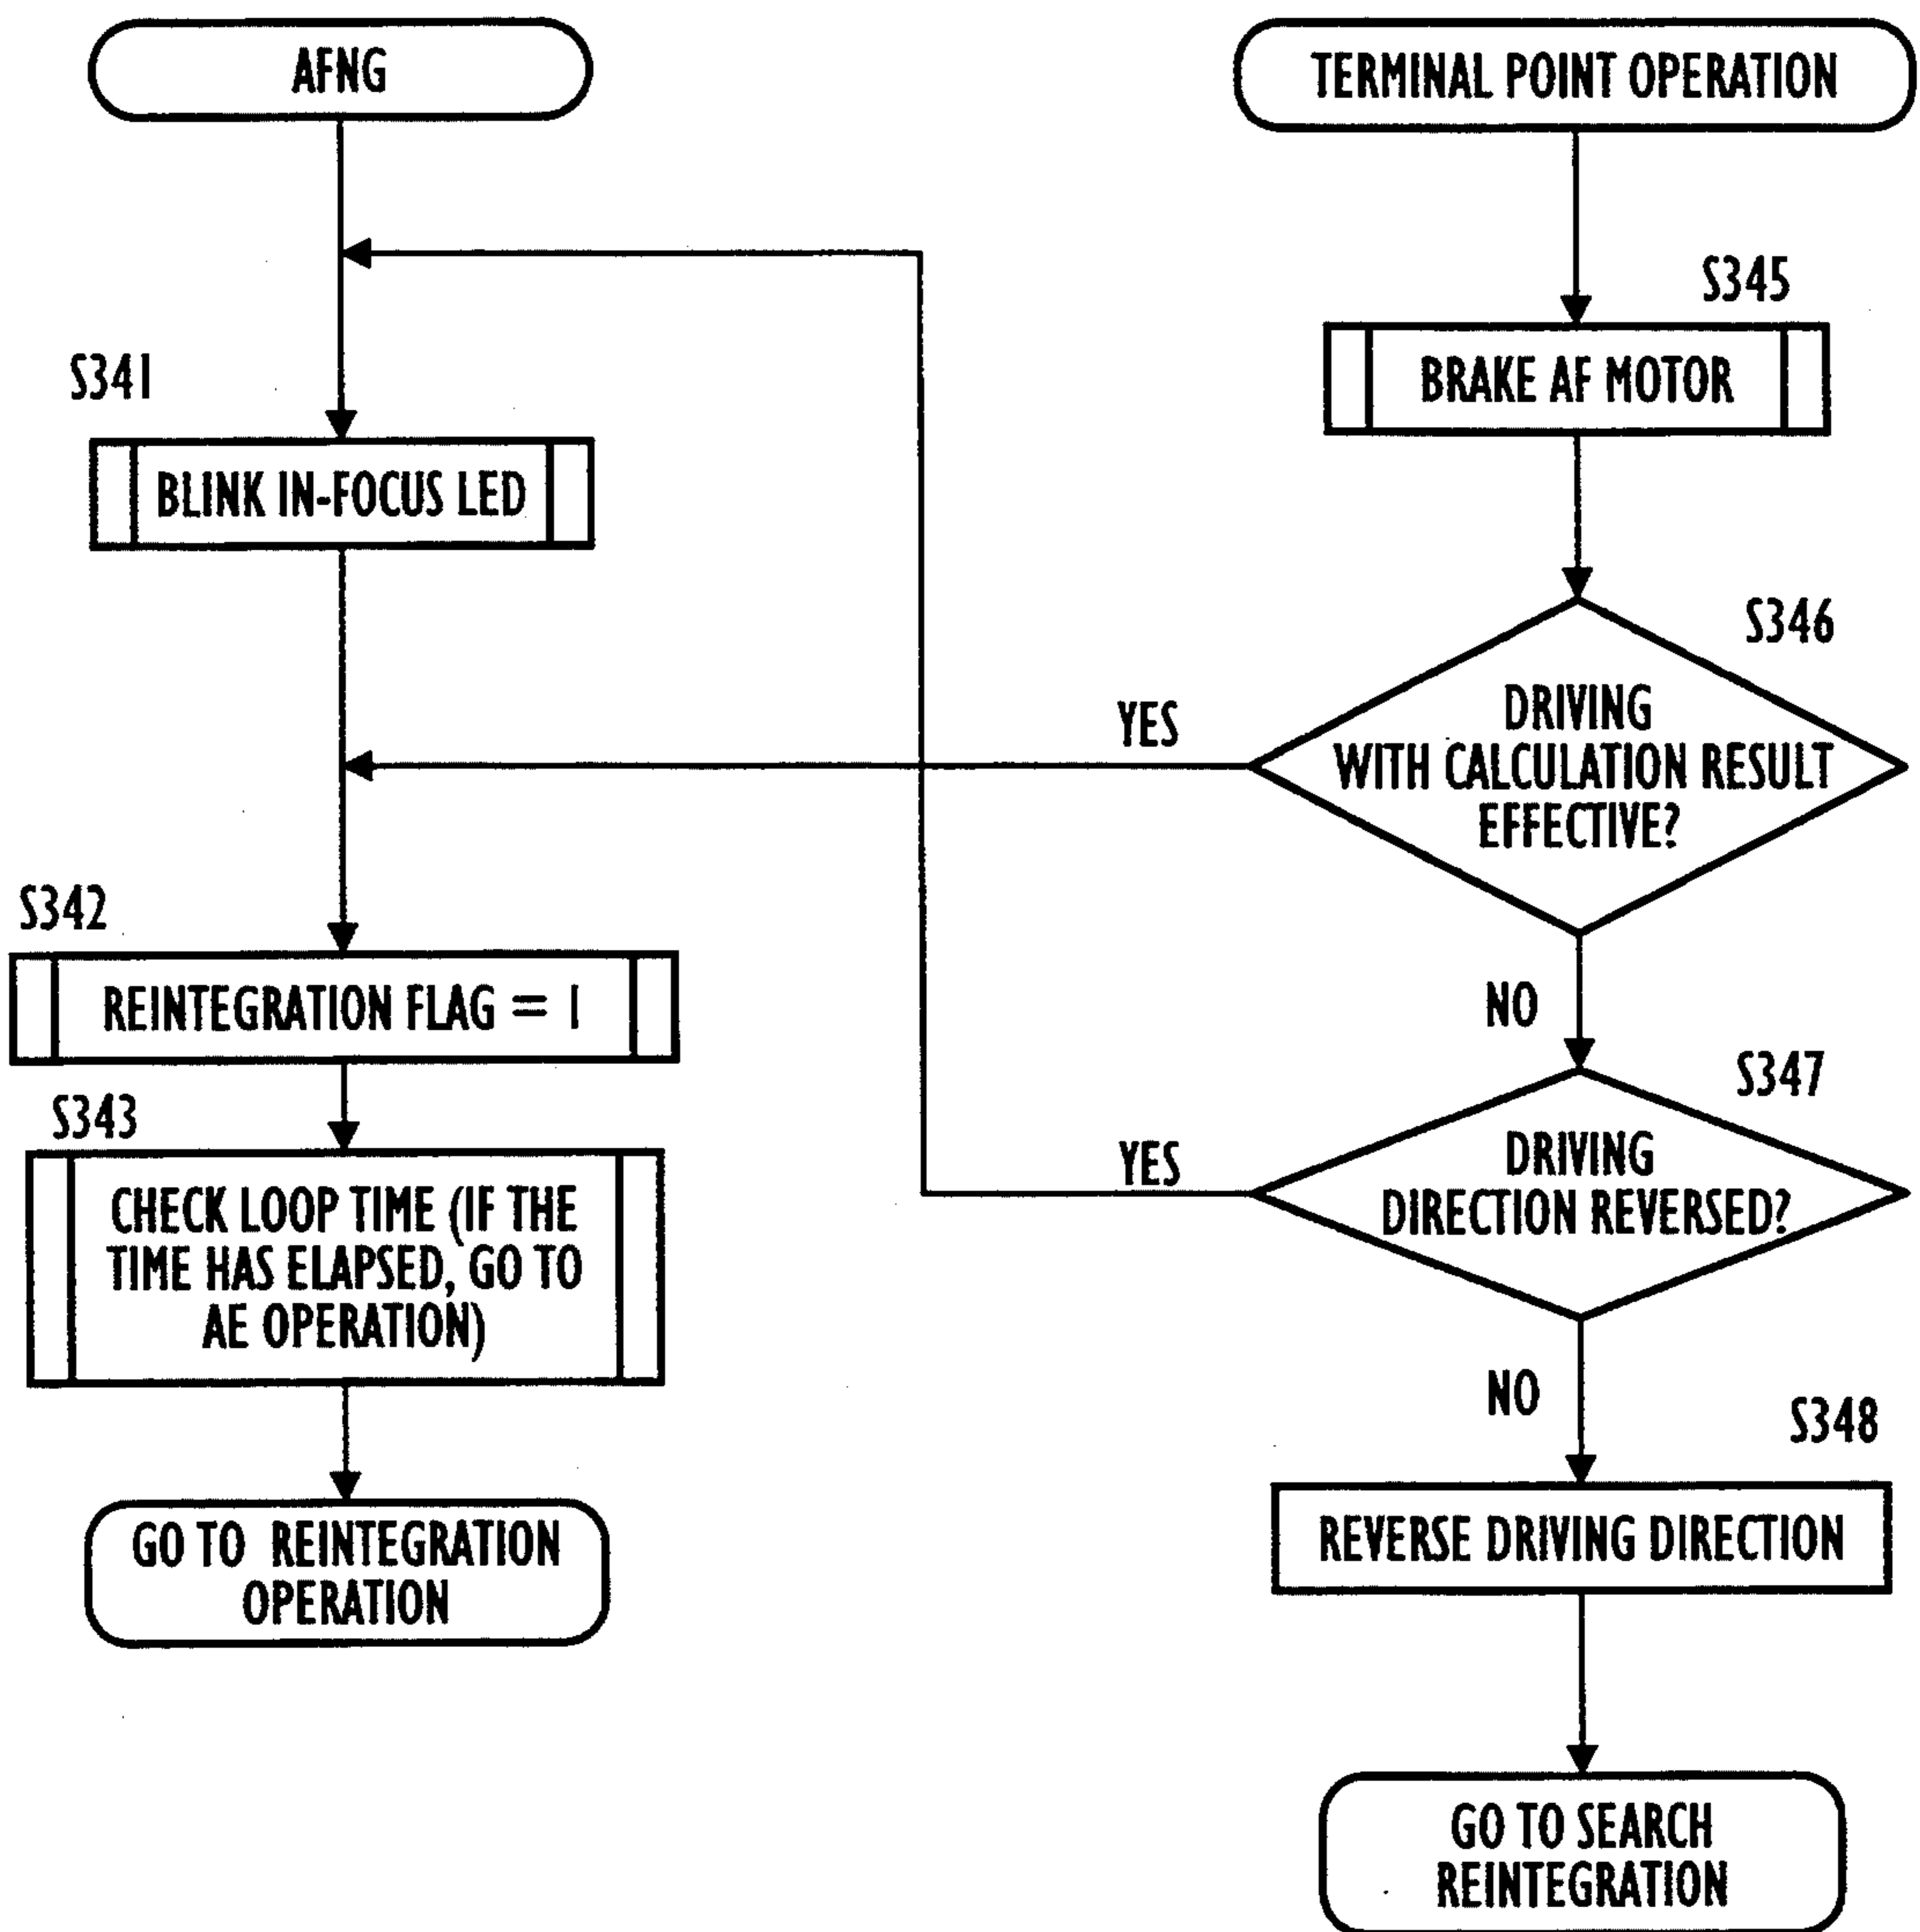 AFNG
S341
BLINK IN-FOCUS LED
S342
REINTEGRATION FLAG = 1
S343
CHECK LOOP TIME (IF THE
TIME HAS ELAPSED, GO TO
AE OPERATION)
GO TO REINTEGRATION
OPERATION
TERMINAL POINT OPERATION
S345
BRAKE AF MOTOR
S346
DRIVING
WITH CALCULATION RESULT
EFFECTIVE?
YES
NO
S347
DRIVING
DIRECTION REVERSED?
YES
NO
S348
REVERSE DRIVING DIRECTION
GO TO SEARCH
REINTEGRATION